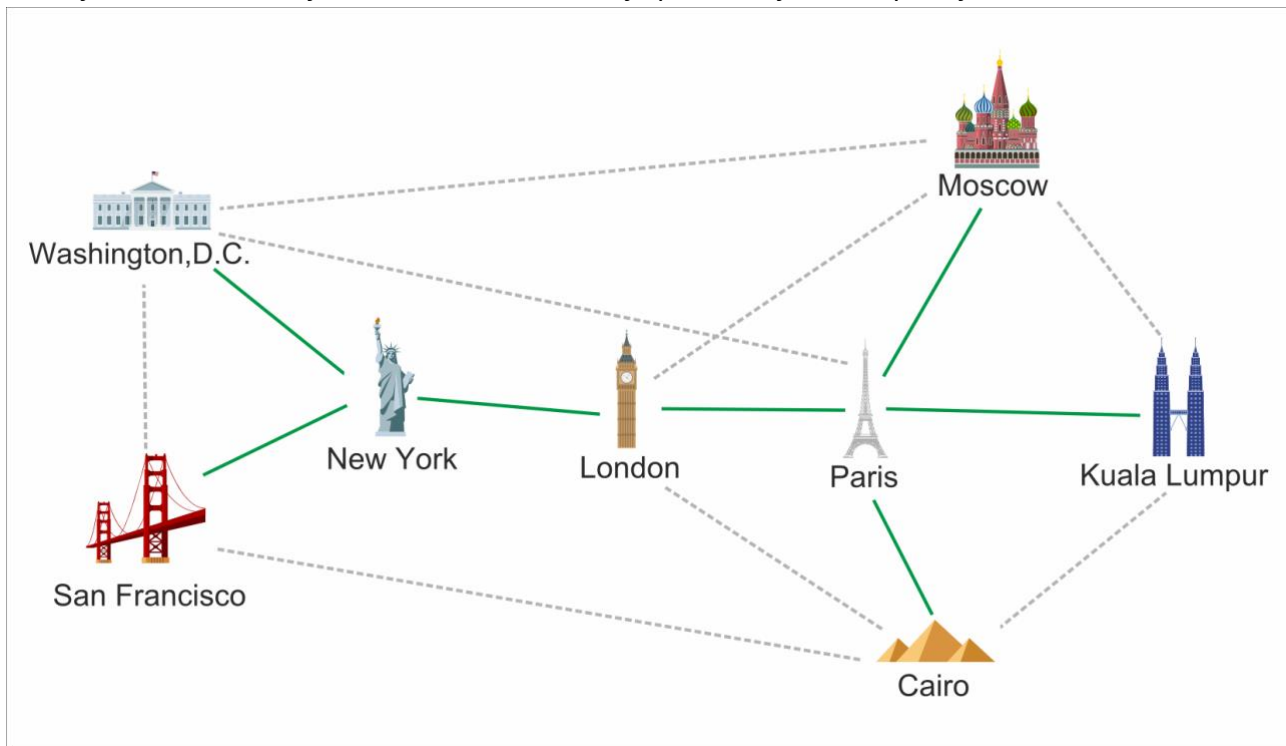 Moscow
Washington,D.C.
New York
London
Paris
Kuala Lumpur
San Francisco
Cairo